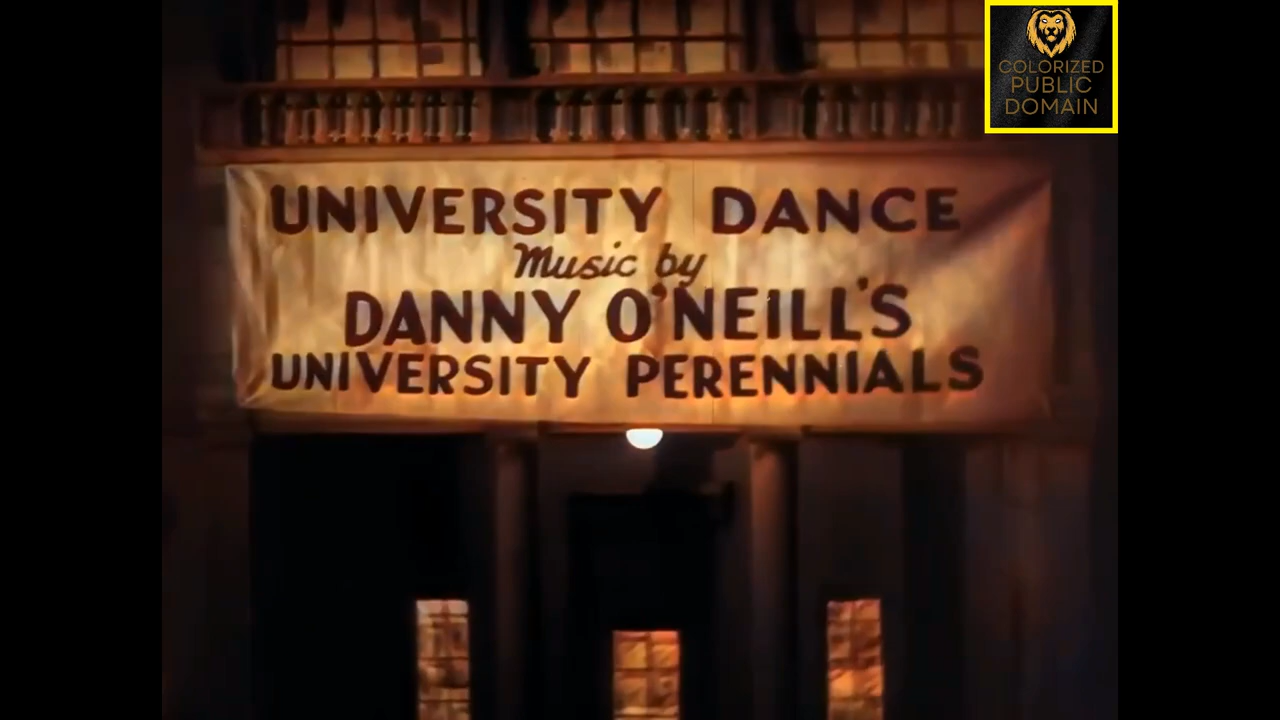 COLORIZED
PUBLIC
DOMAIN
UNIVERSITY DANCE
Music by
DANNY O'NEILL'S
UNIVERSITY PERENNIALS